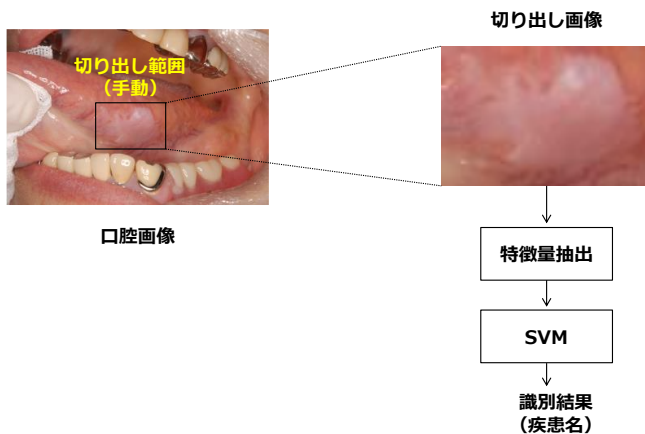 切り出し画像
切り出し範囲
（手動）
口腔画像
特徴量抽出
SVM
識別結果
（疾患名）